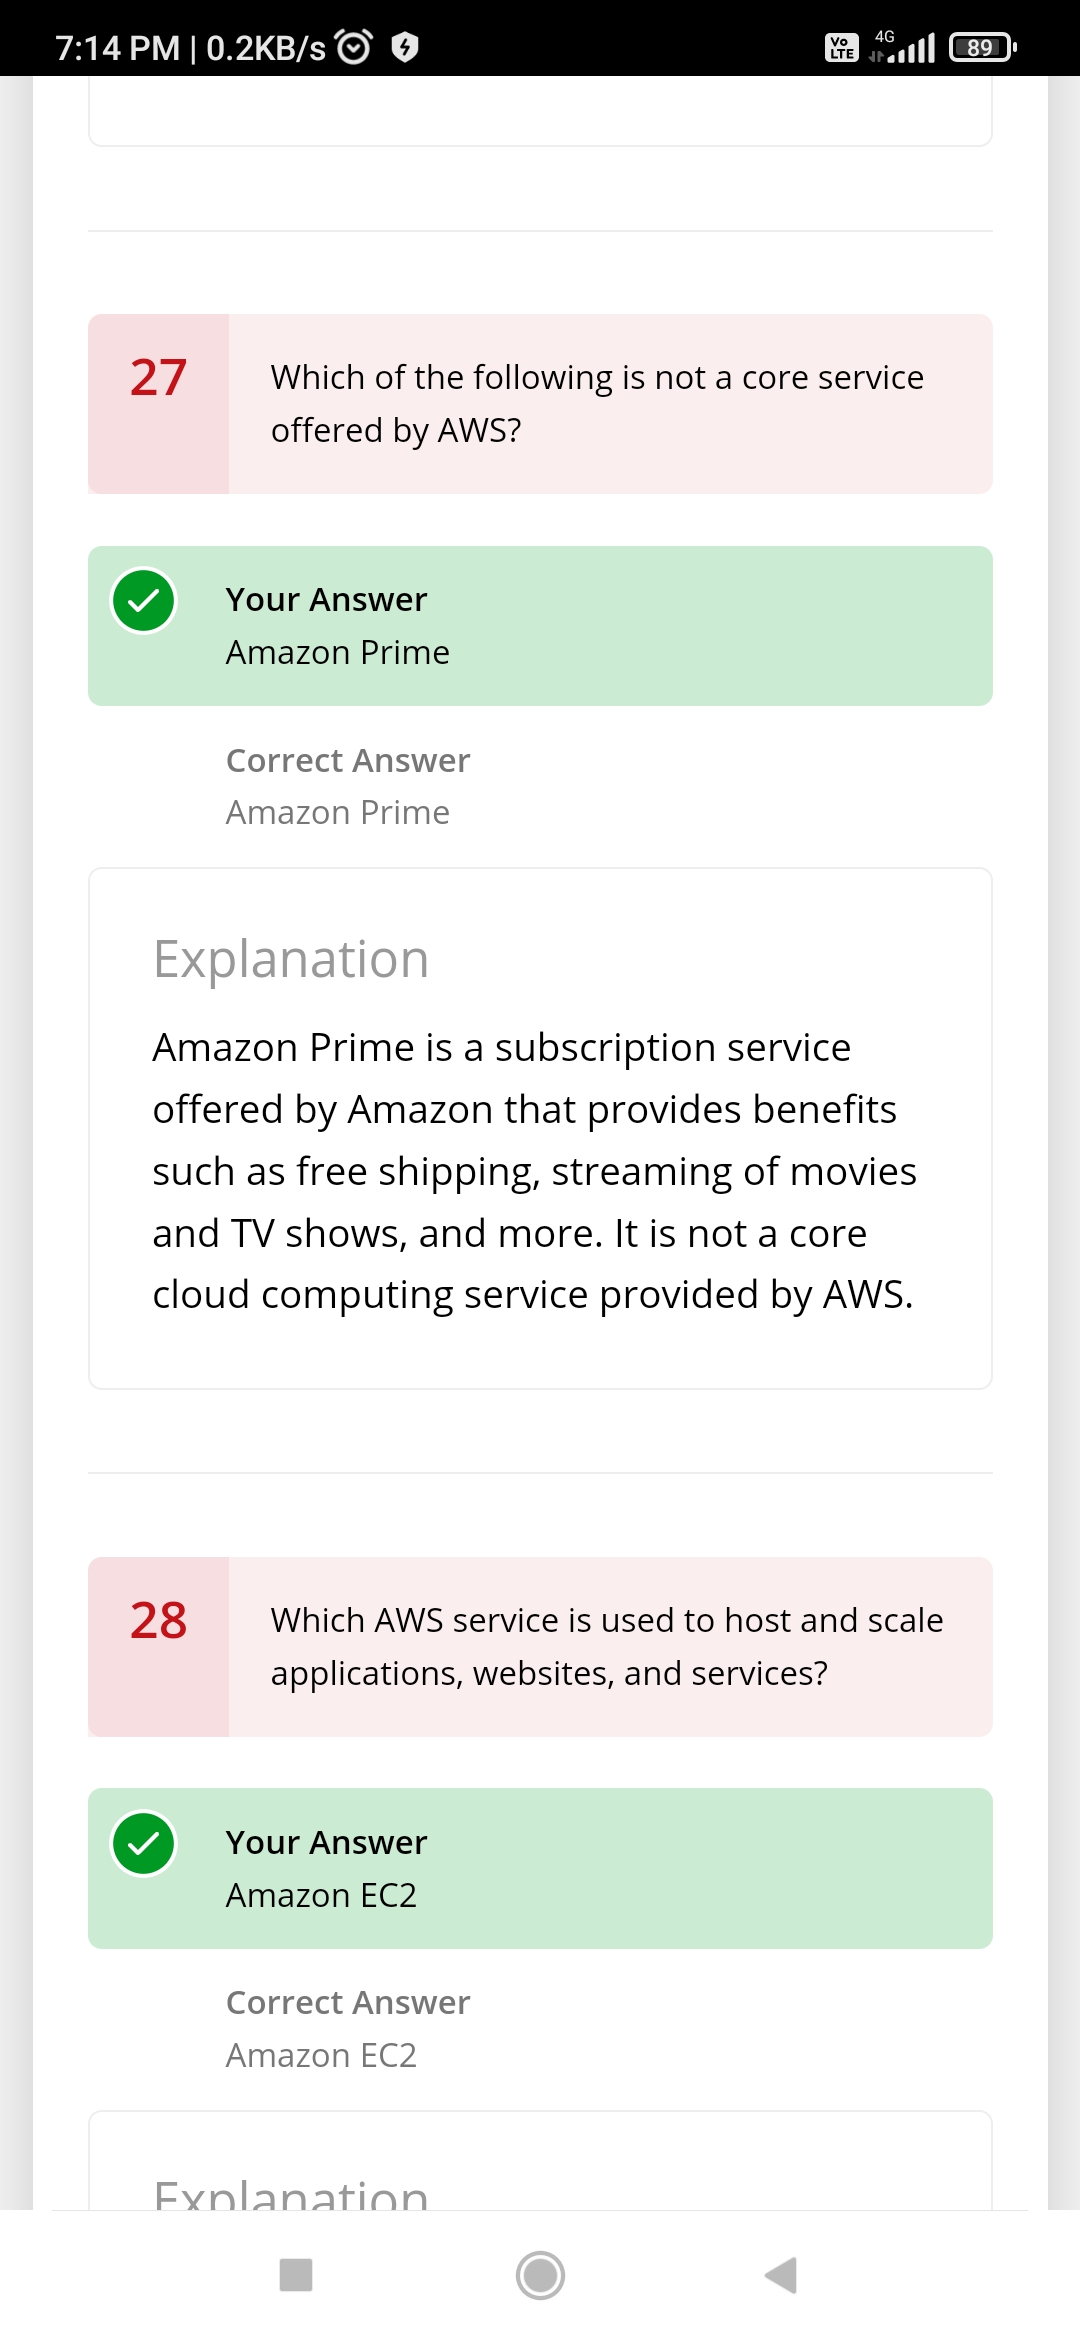 7:14 PM | 0.2KB/s
Vo LTE 4G 89
27
Which of the following is not a core service
offered by AWS?
Your Answer
Amazon Prime
Correct Answer
Amazon Prime
Explanation
Amazon Prime is a subscription service
offered by Amazon that provides benefits
such as free shipping, streaming of movies
and TV shows, and more. It is not a core
cloud computing service provided by AWS.
28
Which AWS service is used to host and scale
applications, websites, and services?
Your Answer
Amazon EC2
Correct Answer
Amazon EC2
Explanation